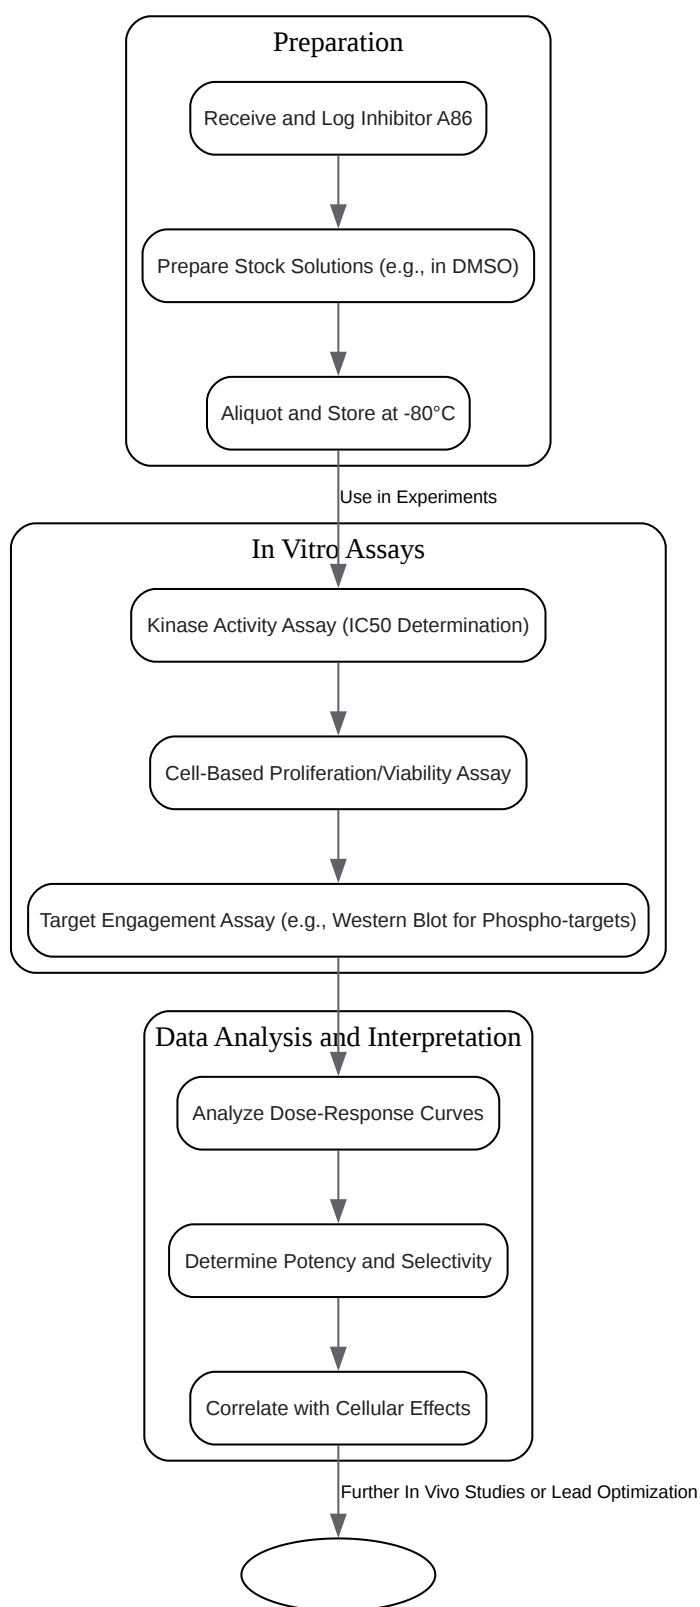 Preparation
Receive and Log Inhibitor A86
Prepare Stock Solutions (e.g., in DMSO)
Aliquot and Store at -80°C
Use in Experiments
In Vitro Assays
Kinase Activity Assay (IC50 Determination)
Cell-Based Proliferation/Viability Assay
Target Engagement Assay (e.g., Western Blot for Phospho-targets)
Data Analysis and Interpretation
Analyze Dose-Response Curves
Determine Potency and Selectivity
Correlate with Cellular Effects
Further In Vivo Studies or Lead Optimization